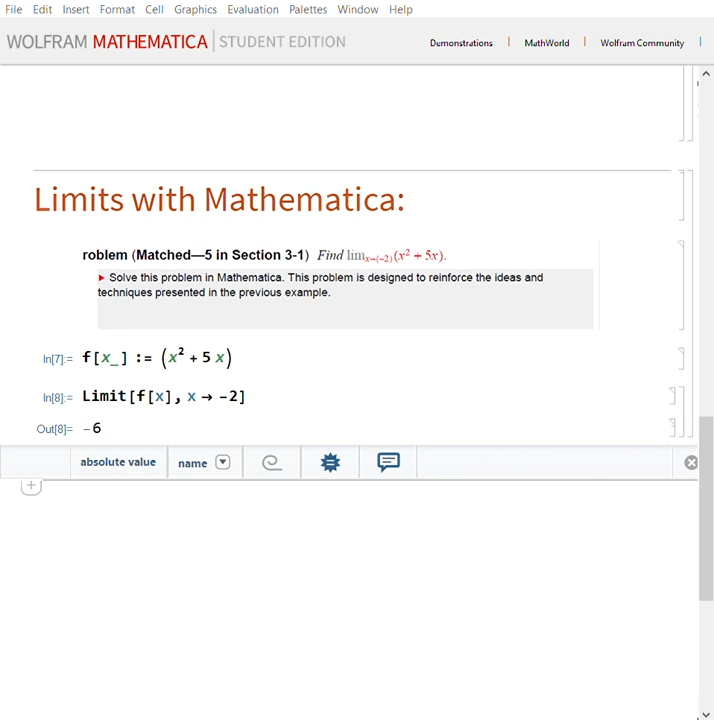 File Edit Insert Format Cell Graphics Evaluation Palettes Window Help
WOLFRAM MATHEMATICA | STUDENT EDITION Demonstrations | MathWorld | Wolfram Community |
Limits with Mathematica:
roblem (Matched—5 in Section 3-1) Find lim x→(-2) (x² + 5x).
► Solve this problem in Mathematica. This problem is designed to reinforce the ideas and
techniques presented in the previous example.
In[7]:= f[x_] := (x² + 5 x)
In[8]:= Limit[f[x], x → -2]
Out[8]= -6
absolute value name